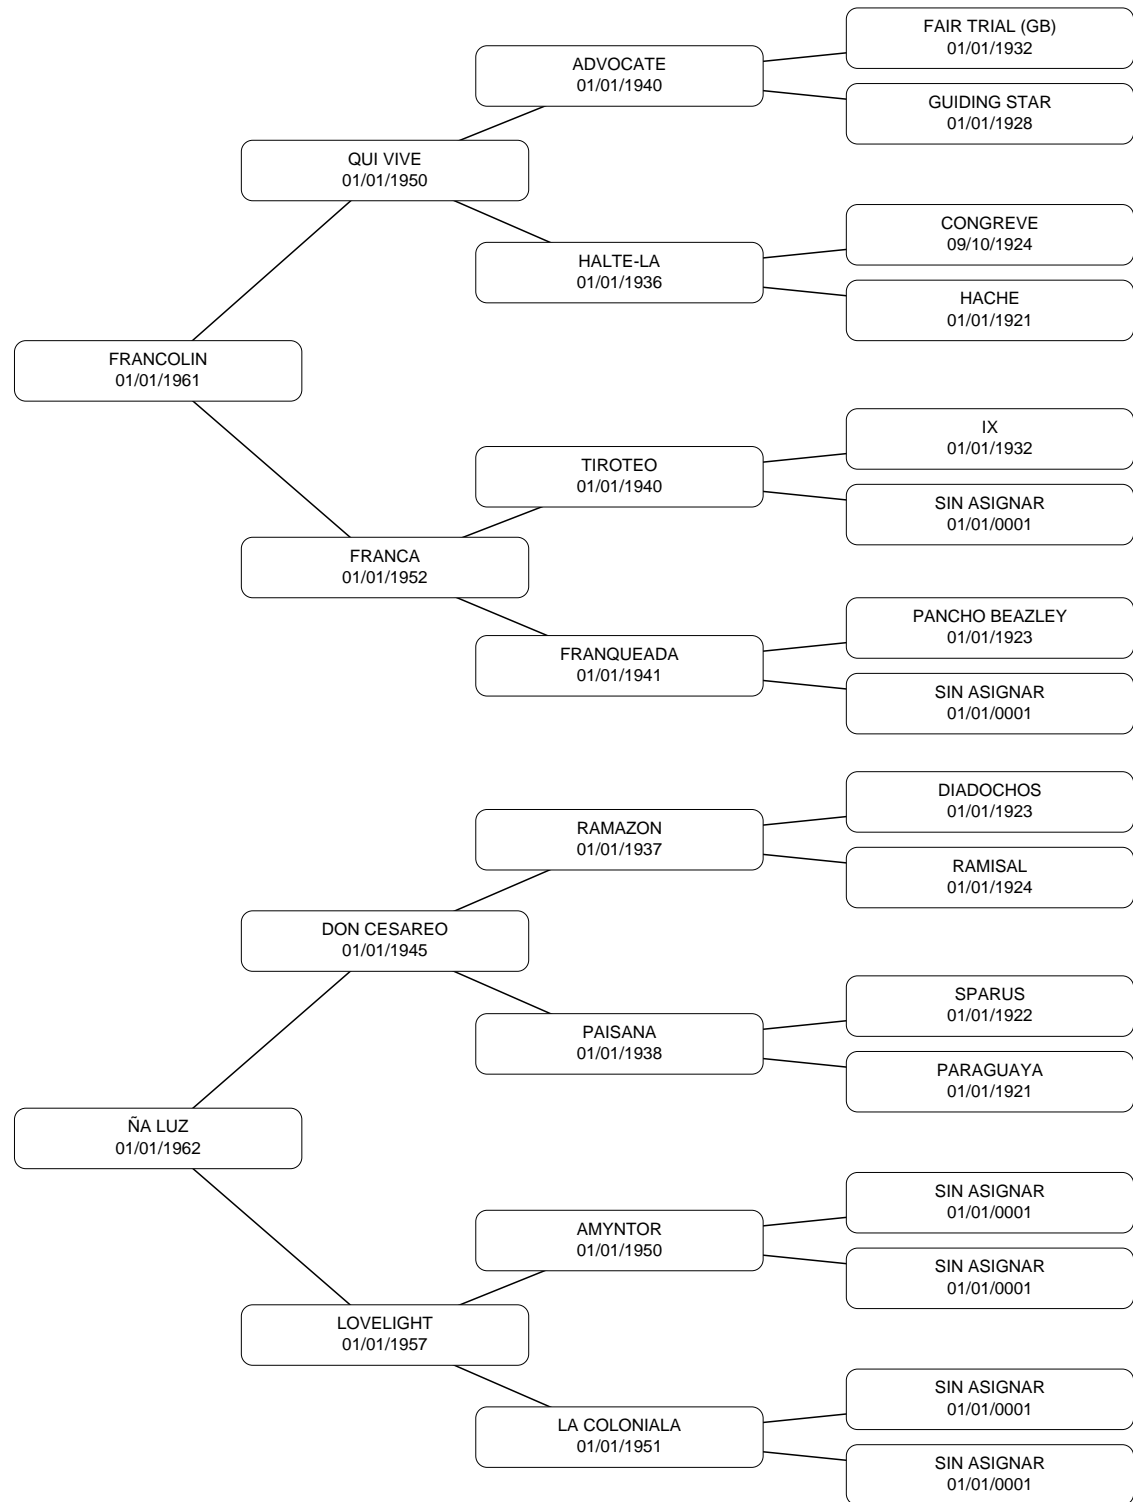 FAIR TRIAL (GB)
01/01/1932
ADVOCATE
01/01/1940
GUIDING STAR
01/01/1928
QUI VIVE
01/01/1950
CONGREVE
09/10/1924
HALTE-LA
01/01/1936
HACHE
01/01/1921
FRANCOLIN
01/01/1961
IX
01/01/1932
TIROTEO
01/01/1940
SIN ASIGNAR
01/01/0001
FRANCA
01/01/1952
PANCHO BEAZLEY
01/01/1923
FRANQUEADA
01/01/1941
SIN ASIGNAR
01/01/0001
DIADOCHOS
01/01/1923
RAMAZON
01/01/1937
RAMISAL
01/01/1924
DON CESAREO
01/01/1945
SPARUS
01/01/1922
PAISANA
01/01/1938
PARAGUAYA
01/01/1921
ÑA LUZ
01/01/1962
SIN ASIGNAR
01/01/0001
AMYNTOR
01/01/1950
SIN ASIGNAR
01/01/0001
LOVELIGHT
01/01/1957
SIN ASIGNAR
01/01/0001
LA COLONIALA
01/01/1951
SIN ASIGNAR
01/01/0001